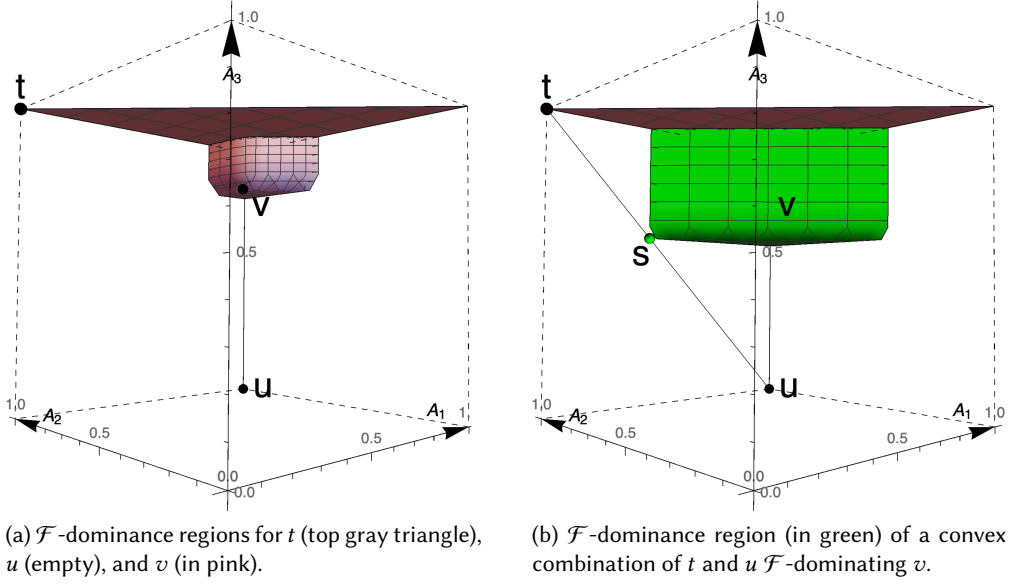 1.0
A₃
t
v
0.5
u
1.0
A₂
0.5
A₁
1
0.5
0.0
0.0
1.0
A₃
t
v
s
0.5
u
1.0
A₂
0.5
A₁
1.0
0.5
0.0
0.0
(a) ℱ-dominance regions for t (top gray triangle),
u (empty), and v (in pink).
(b) ℱ-dominance region (in green) of a convex
combination of t and u ℱ-dominating v.